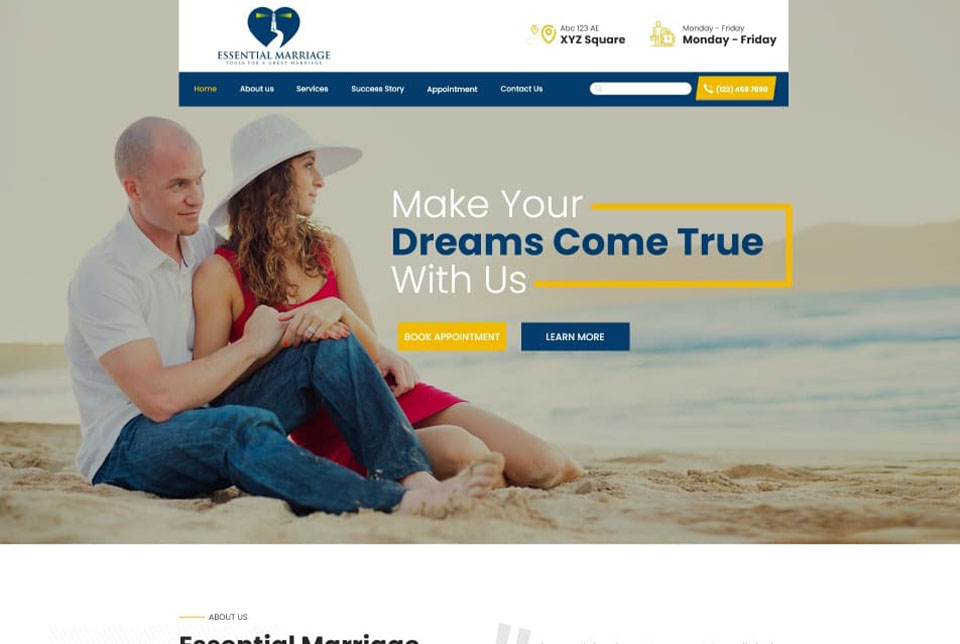 ESSENTIAL MARRIAGE
TOOLS FOR A GREAT MARRIAGE
Abc 123 AE
XYZ Square
Monday - Friday
Monday - Friday
Home
About us
Services
Success Story
Appointment
Contact Us
(123) 456 7890
Make Your
Dreams Come True
With Us
BOOK APPOINTMENT
LEARN MORE
ABOUT US
Essential Marriage